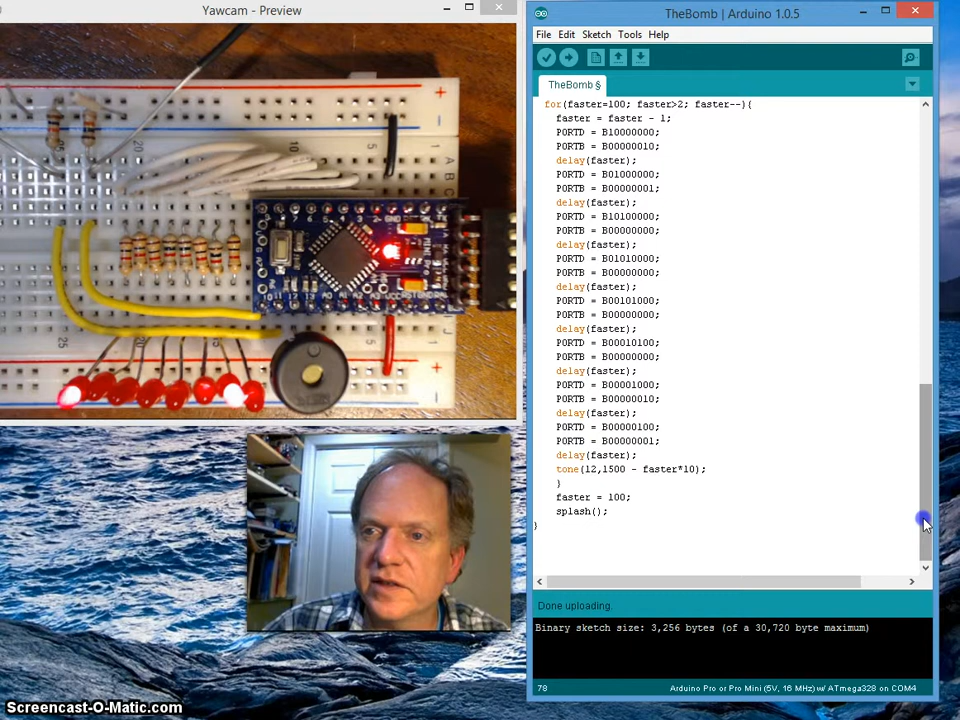 Yawcam - Preview
TheBomb | Arduino 1.0.5
File Edit Sketch Tools Help
TheBomb §
for(faster=100; faster>2; faster--){
faster = faster - 1;
PORTD = B10000000;
PORTB = B00000010;
delay(faster);
PORTD = B01000000;
PORTB = B00000001;
delay(faster);
PORTD = B10100000;
PORTB = B00000000;
delay(faster);
PORTD = B01010000;
PORTB = B00000000;
delay(faster);
PORTD = B00101000;
PORTB = B00000000;
delay(faster);
PORTD = B00010100;
PORTB = B00000000;
delay(faster);
PORTD = B00001000;
PORTB = B00000010;
delay(faster);
PORTD = B00000100;
PORTB = B00000001;
delay(faster);
tone(12,1500 - faster*10);
}
faster = 100;
splash();
}
Done uploading.
Binary sketch size: 3,256 bytes (of a 30,720 byte maximum)
78 Arduino Pro or Pro Mini (5V, 16 MHz) w/ ATmega328 on COM4
Screencast-O-Matic.com